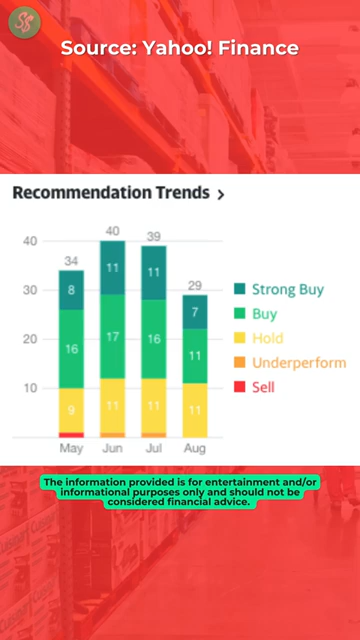 Source: Yahoo! Finance
Recommendation Trends
40
30
20
10
34
8
16
9
May
40
11
17
11
Jun
39
11
16
11
Jul
29
7
11
11
Aug
Strong Buy
Buy
Hold
Underperform
Sell
The information provided is for entertainment and/or
informational purposes only and should not be
considered financial advice.